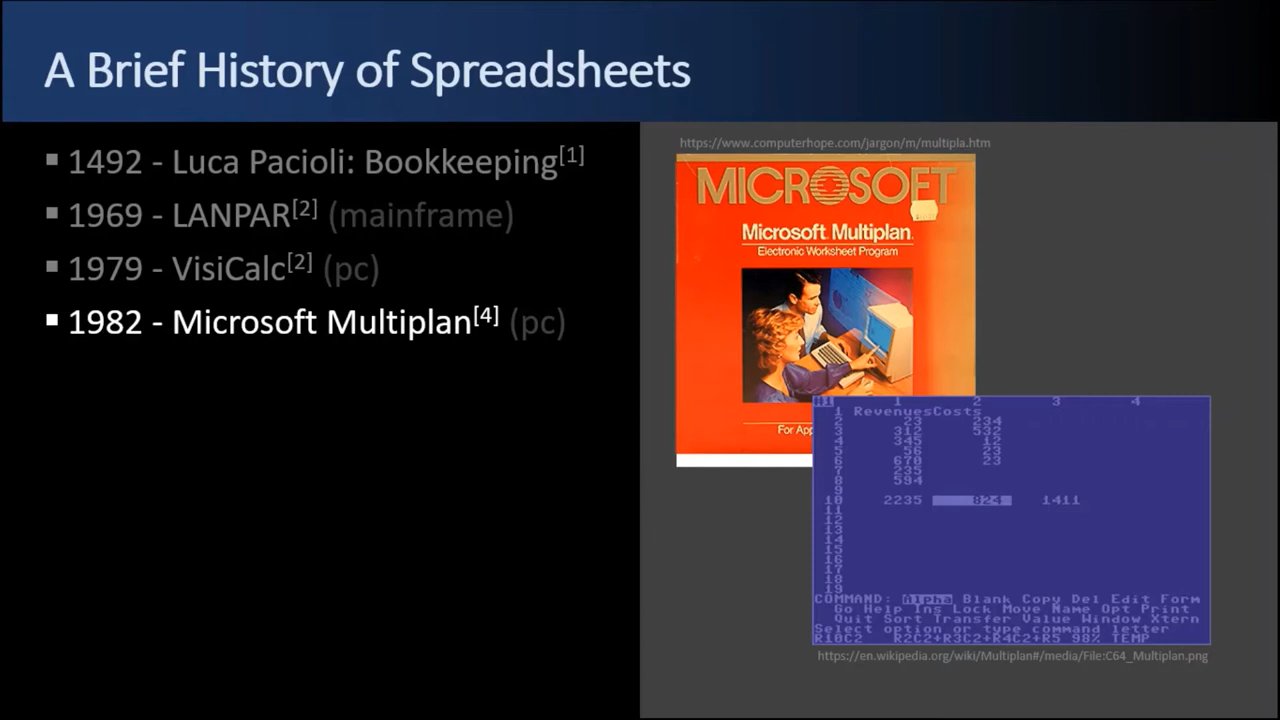 A Brief History of Spreadsheets
▪ 1492 - Luca Pacioli: Bookkeeping[1]
▪ 1969 - LANPAR[2] (mainframe)
▪ 1979 - VisiCalc[2] (pc)
▪ 1982 - Microsoft Multiplan[4] (pc)
https://www.computerhope.com/jargon/m/multipla.htm
MICROSOFT
Microsoft Multiplan
Electronic Worksheet Program
For App
#1 1 2 3 4
1 RevenuesCosts
2 23 234
3 312 532
4 345 12
5 56 23
6 670 23
7 235
8 594
9
10 2235 824 1411
11
12
13
14
15
16
17
18
19
COMMAND: Alpha Blank Copy Del Edit Form
Go Help Ins Lock Move Name Opt Print
Quit Sort Transfer Value Window Xtern
Select option or type command letter
R10C2 R2C2+R3C2+R4C2+R5 98% TEMP
https://en.wikipedia.org/wiki/Multiplan#/media/File:C64_Multiplan.png